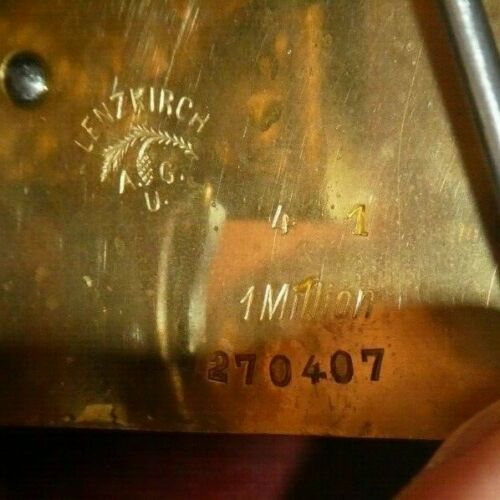 LENZKIRCH
A. G.
U.
4 1
1 Million
270407